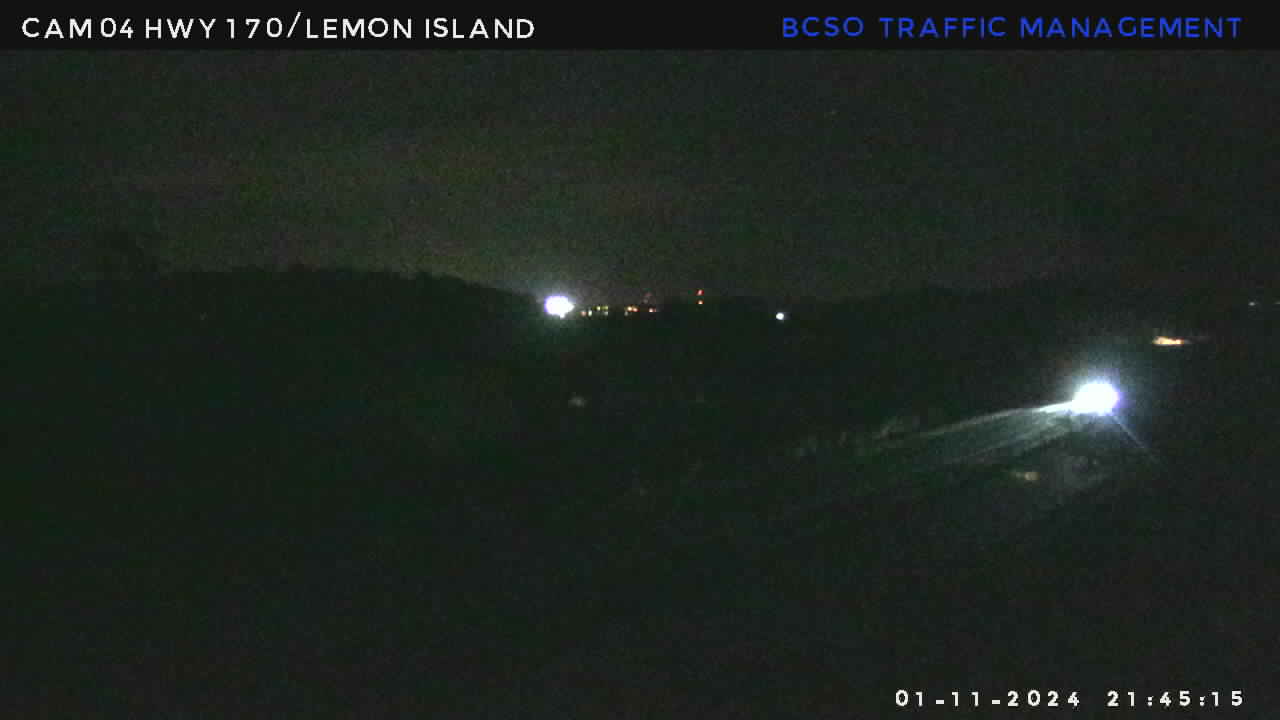 CAM04 HWY 170/LEMON ISLAND
BCSO TRAFFIC MANAGEMENT
01-11-2024 21:45:15